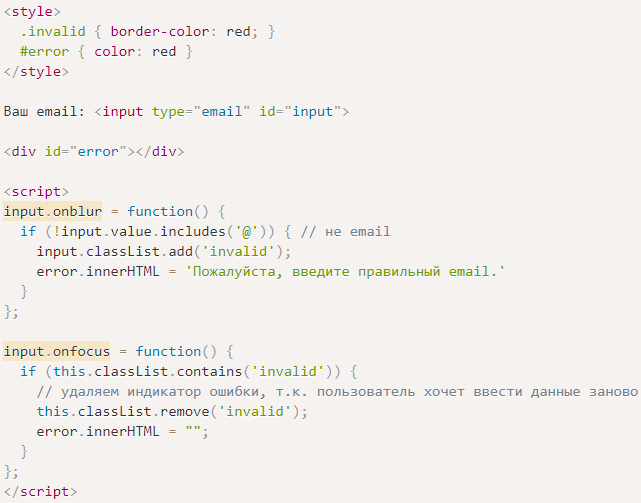 <style>
  .invalid { border-color: red; }
  #error { color: red }
</style>

Ваш email: <input type="email" id="input">

<div id="error"></div>

<script>
input.onblur = function() {
  if (!input.value.includes('@')) { // не email
    input.classList.add('invalid');
    error.innerHTML = 'Пожалуйста, введите правильный email.'
  }
};

input.onfocus = function() {
  if (this.classList.contains('invalid')) {
    // удаляем индикатор ошибки, т.к. пользователь хочет ввести данные заново
    this.classList.remove('invalid');
    error.innerHTML = "";
  }
};
</script>